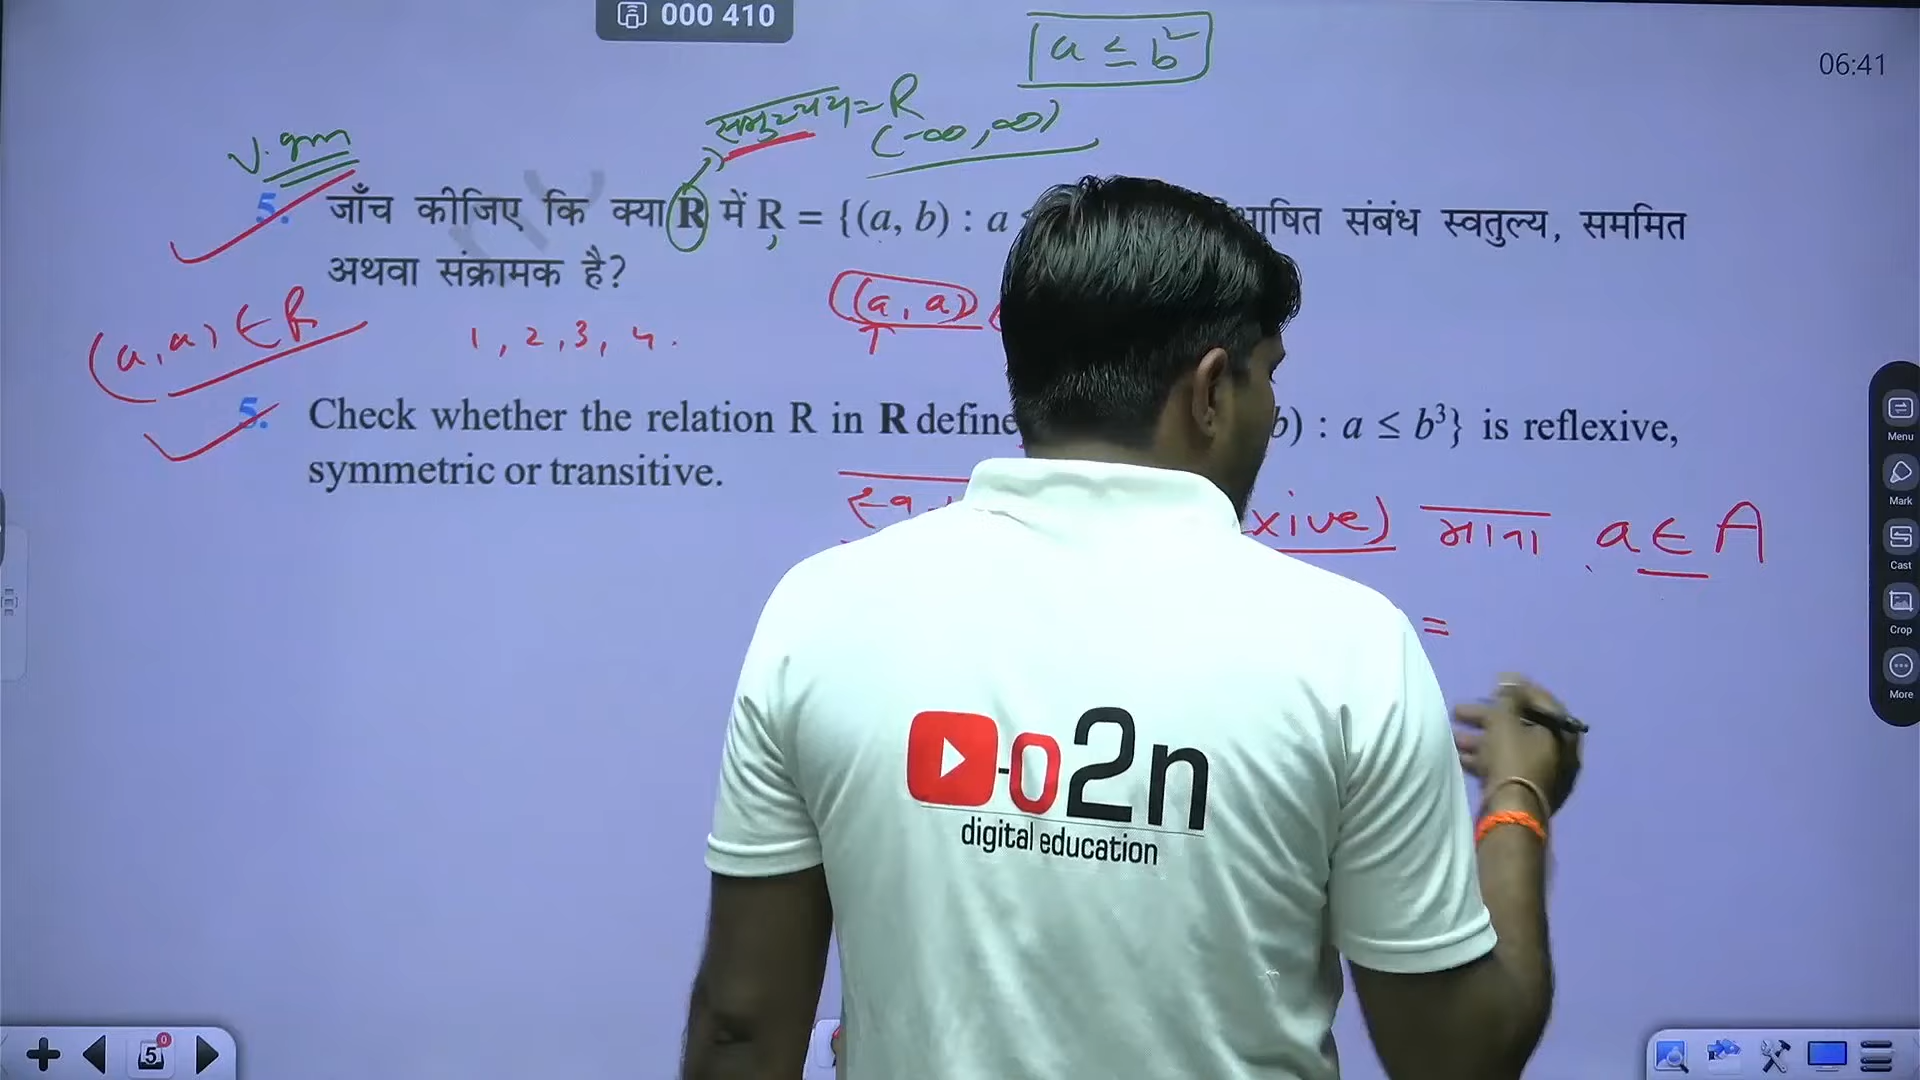 000 410
a ≤ b²
06:41
समुच्चय = R
(-∞, ∞)
V. Qm
5. जाँच कीजिए कि क्या R में R = {(a, b) : a भाषित संबंध स्वतुल्य, सममित
अथवा संक्रामक है?
(a, a) ∈ R
1, 2, 3, 4.
(a, a)
5. Check whether the relation R in R define b) : a ≤ b³} is reflexive,
symmetric or transitive.
xive) माना a ∈ A
=
Menu
Mark
Cast
Crop
More
o2n
digital education
5
0